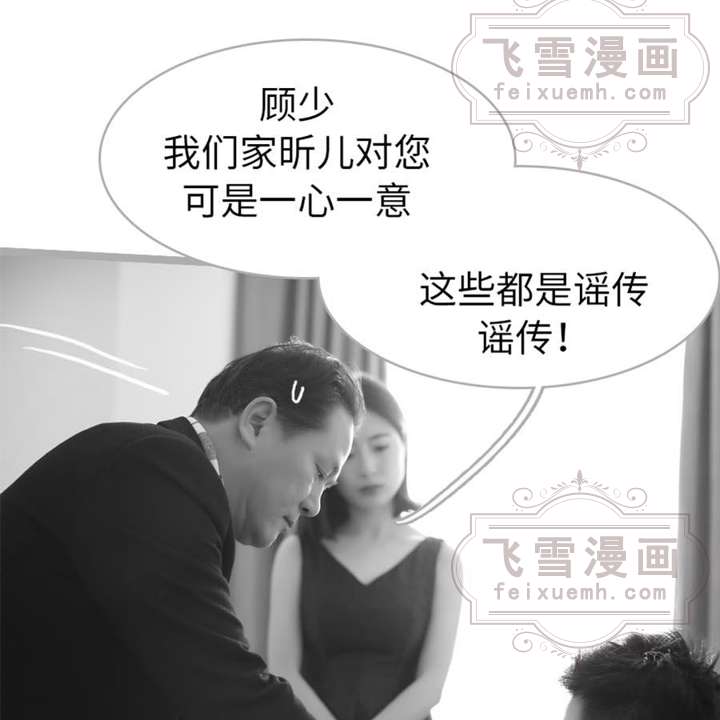 飞雪漫画
feixuemh.com
顾少
我们家昕儿对您
可是一心一意
这些都是谣传
谣传！
飞雪漫画
feixuemh.com